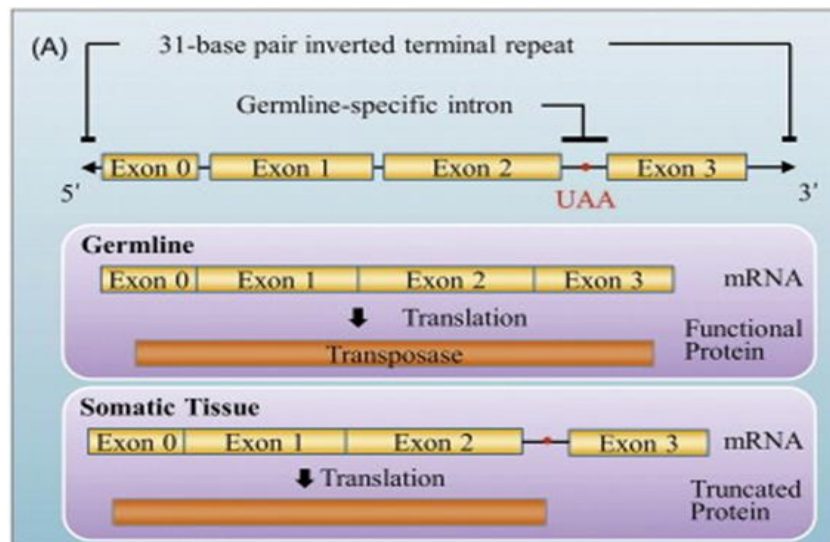 (A)
31-base pair inverted terminal repeat
Germline-specific intron
Exon 0 Exon 1 Exon 2 Exon 3
5' UAA 3'
Germline
Exon 0 Exon 1 Exon 2 Exon 3 mRNA
Translation
Functional
Protein
Transposase
Somatic Tissue
Exon 0 Exon 1 Exon 2 Exon 3 mRNA
Translation
Truncated
Protein